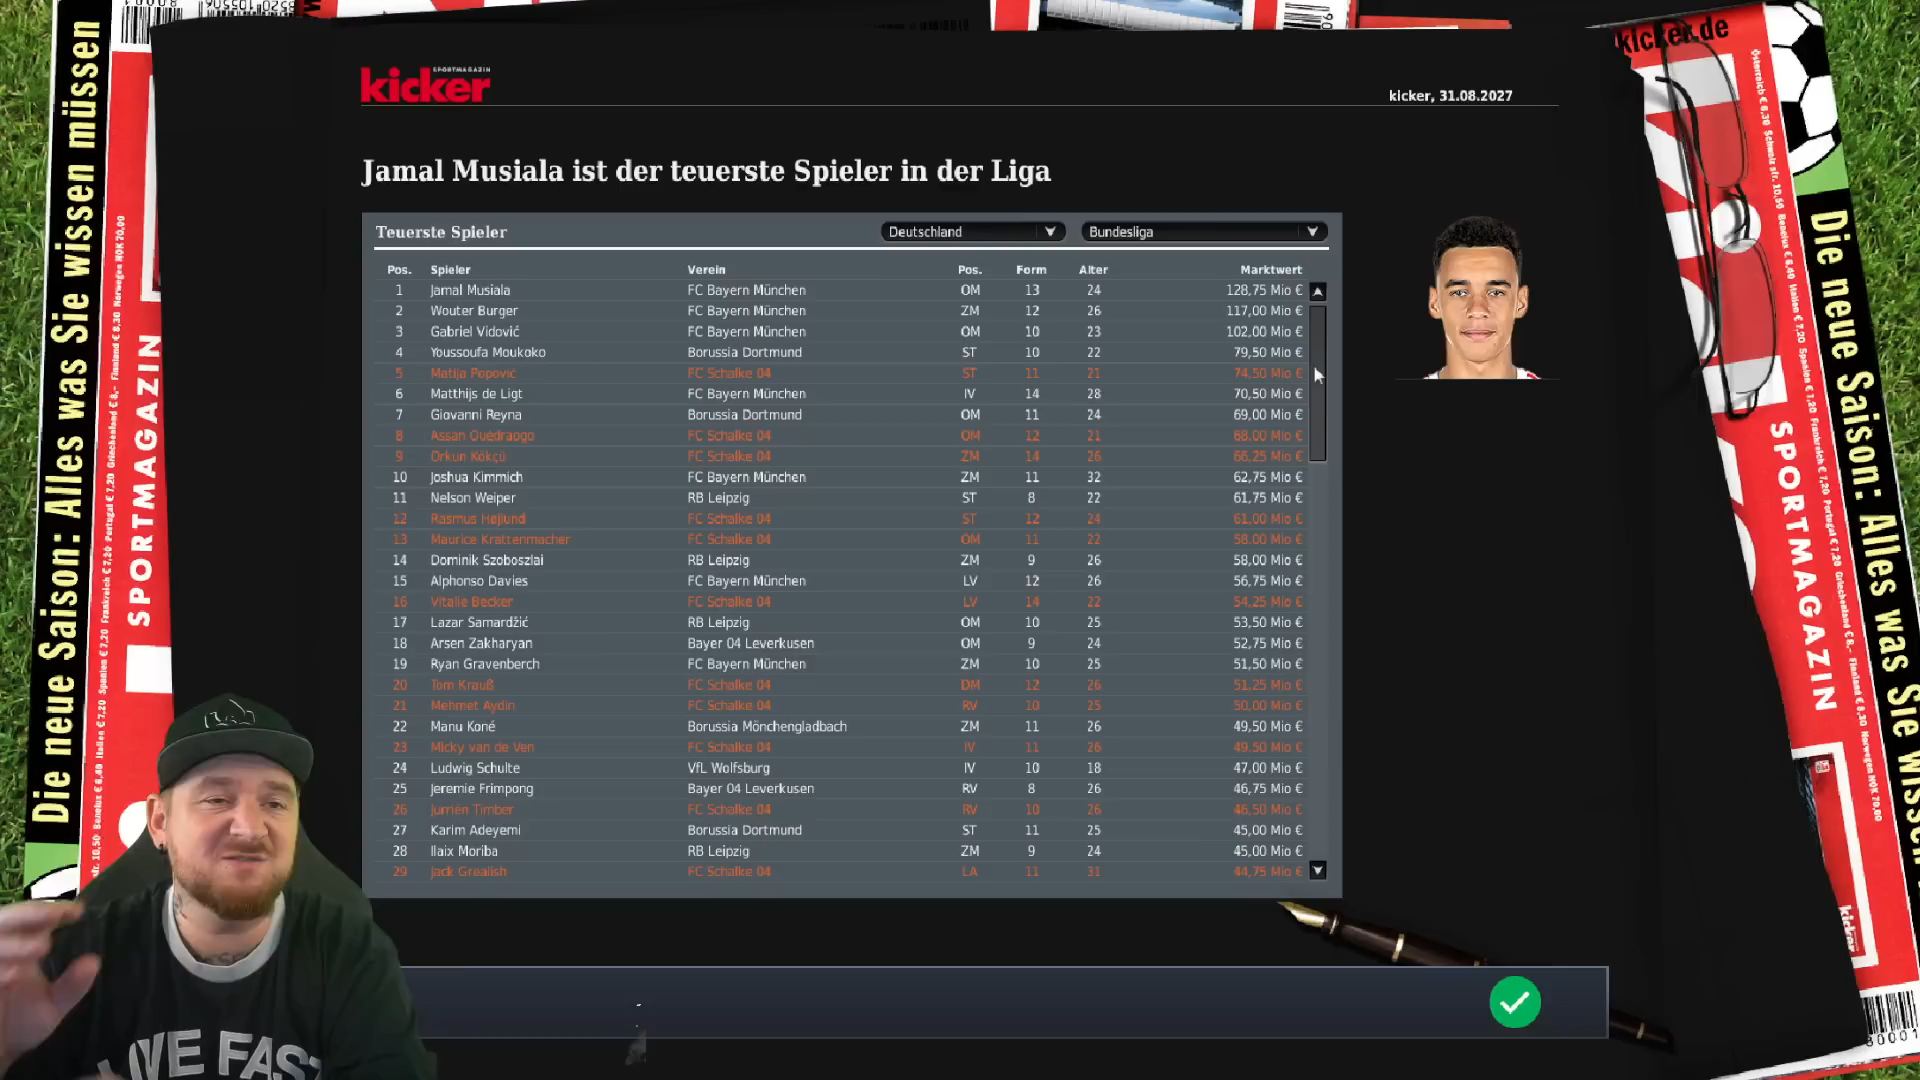 Die neue Saison: Alles was Sie wissen müssen
SPORTMAGAZIN
kicker.de
SPORTMAGAZIN
kicker
kicker, 31.08.2027
Jamal Musiala ist der teuerste Spieler in der Liga
Teuerste Spieler Deutschland Bundesliga
Pos. Spieler Verein Pos. Form Alter Marktwert
1 Jamal Musiala FC Bayern München OM 13 24 128,75 Mio €
2 Wouter Burger FC Bayern München ZM 12 26 117,00 Mio €
3 Gabriel Vidović FC Bayern München OM 10 23 102,00 Mio €
4 Youssoufa Moukoko Borussia Dortmund ST 10 22 79,50 Mio €
5 Matija Popović FC Schalke 04 ST 11 21 74,50 Mio €
6 Matthijs de Ligt FC Bayern München IV 14 28 70,50 Mio €
7 Giovanni Reyna Borussia Dortmund OM 11 24 69,00 Mio €
8 Assan Ouédraogo FC Schalke 04 OM 12 21 68,00 Mio €
9 Orkun Kökçü FC Schalke 04 ZM 14 26 66,25 Mio €
10 Joshua Kimmich FC Bayern München ZM 11 32 62,75 Mio €
11 Nelson Weiper RB Leipzig ST 8 22 61,75 Mio €
12 Rasmus Højlund FC Schalke 04 ST 12 24 61,00 Mio €
13 Maurice Krattenmacher FC Schalke 04 OM 11 22 58,00 Mio €
14 Dominik Szoboszlai RB Leipzig ZM 9 26 58,00 Mio €
15 Alphonso Davies FC Bayern München LV 12 26 56,75 Mio €
16 Vitalie Becker FC Schalke 04 LV 14 22 54,25 Mio €
17 Lazar Samardžić RB Leipzig OM 10 25 53,50 Mio €
18 Arsen Zakharyan Bayer 04 Leverkusen OM 9 24 52,75 Mio €
19 Ryan Gravenberch FC Bayern München ZM 10 25 51,50 Mio €
20 Tom Krauß FC Schalke 04 DM 12 26 51,25 Mio €
21 Mehmet Aydin FC Schalke 04 RV 10 25 50,00 Mio €
22 Manu Koné Borussia Mönchengladbach ZM 11 26 49,50 Mio €
23 Micky van de Ven FC Schalke 04 IV 11 26 49,50 Mio €
24 Ludwig Schulte VfL Wolfsburg IV 10 18 47,00 Mio €
25 Jeremie Frimpong Bayer 04 Leverkusen RV 8 26 46,75 Mio €
26 Jurriën Timber FC Schalke 04 RV 10 26 46,50 Mio €
27 Karim Adeyemi Borussia Dortmund ST 11 25 45,00 Mio €
28 Ilaix Moriba RB Leipzig ZM 9 24 45,00 Mio €
29 Jack Grealish FC Schalke 04 LA 11 31 44,75 Mio €
Die neue Saison: Alles was Sie wissen
SPORTMAGAZIN
kicker
LIVE FAST